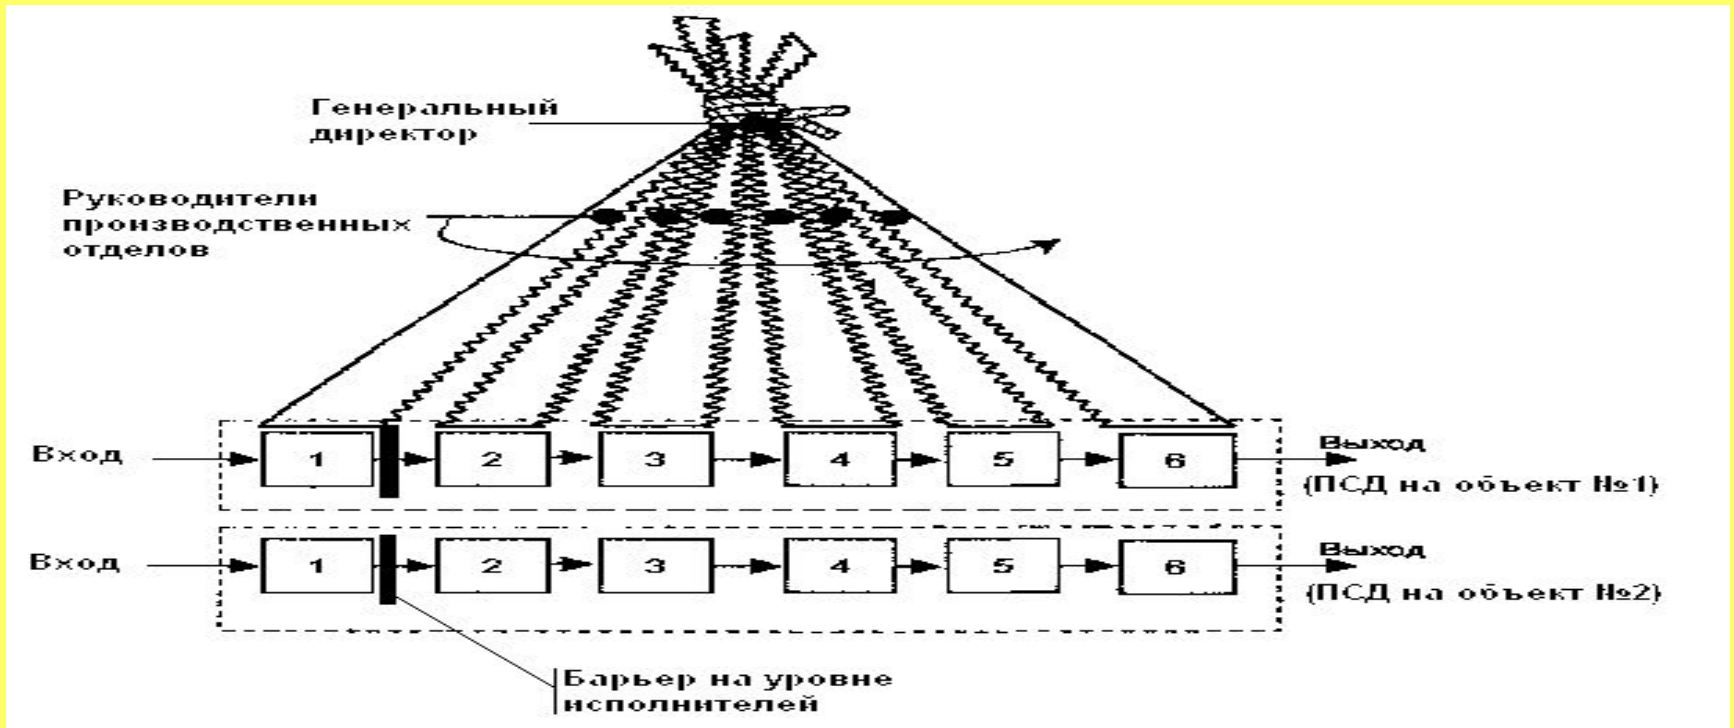 Генеральный
директор
Руководители
производственных
отделов
Вход
1
2
3
4
5
6
Выход
(ПСД на объект №1)
Вход
1
2
3
4
5
6
Выход
(ПСД на объект №2)
Барьер на уровне
исполнителей